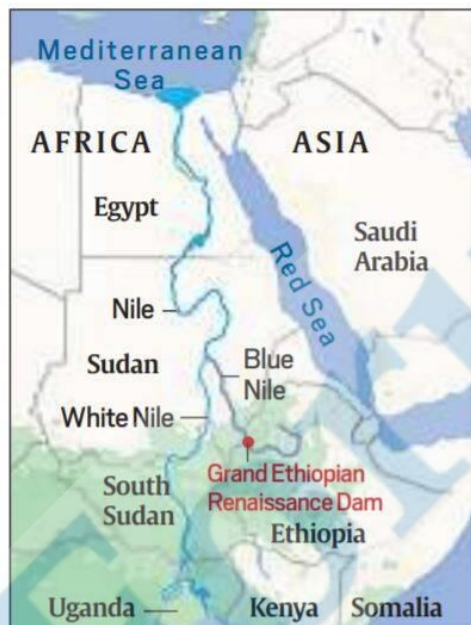 Mediterranean
Sea
AFRICA
ASIA
Egypt
Saudi
Arabia
Red Sea
Nile
Sudan
Blue
Nile
White Nile
Grand Ethiopian
Renaissance Dam
South
Sudan
Ethiopia
Uganda
Kenya
Somalia